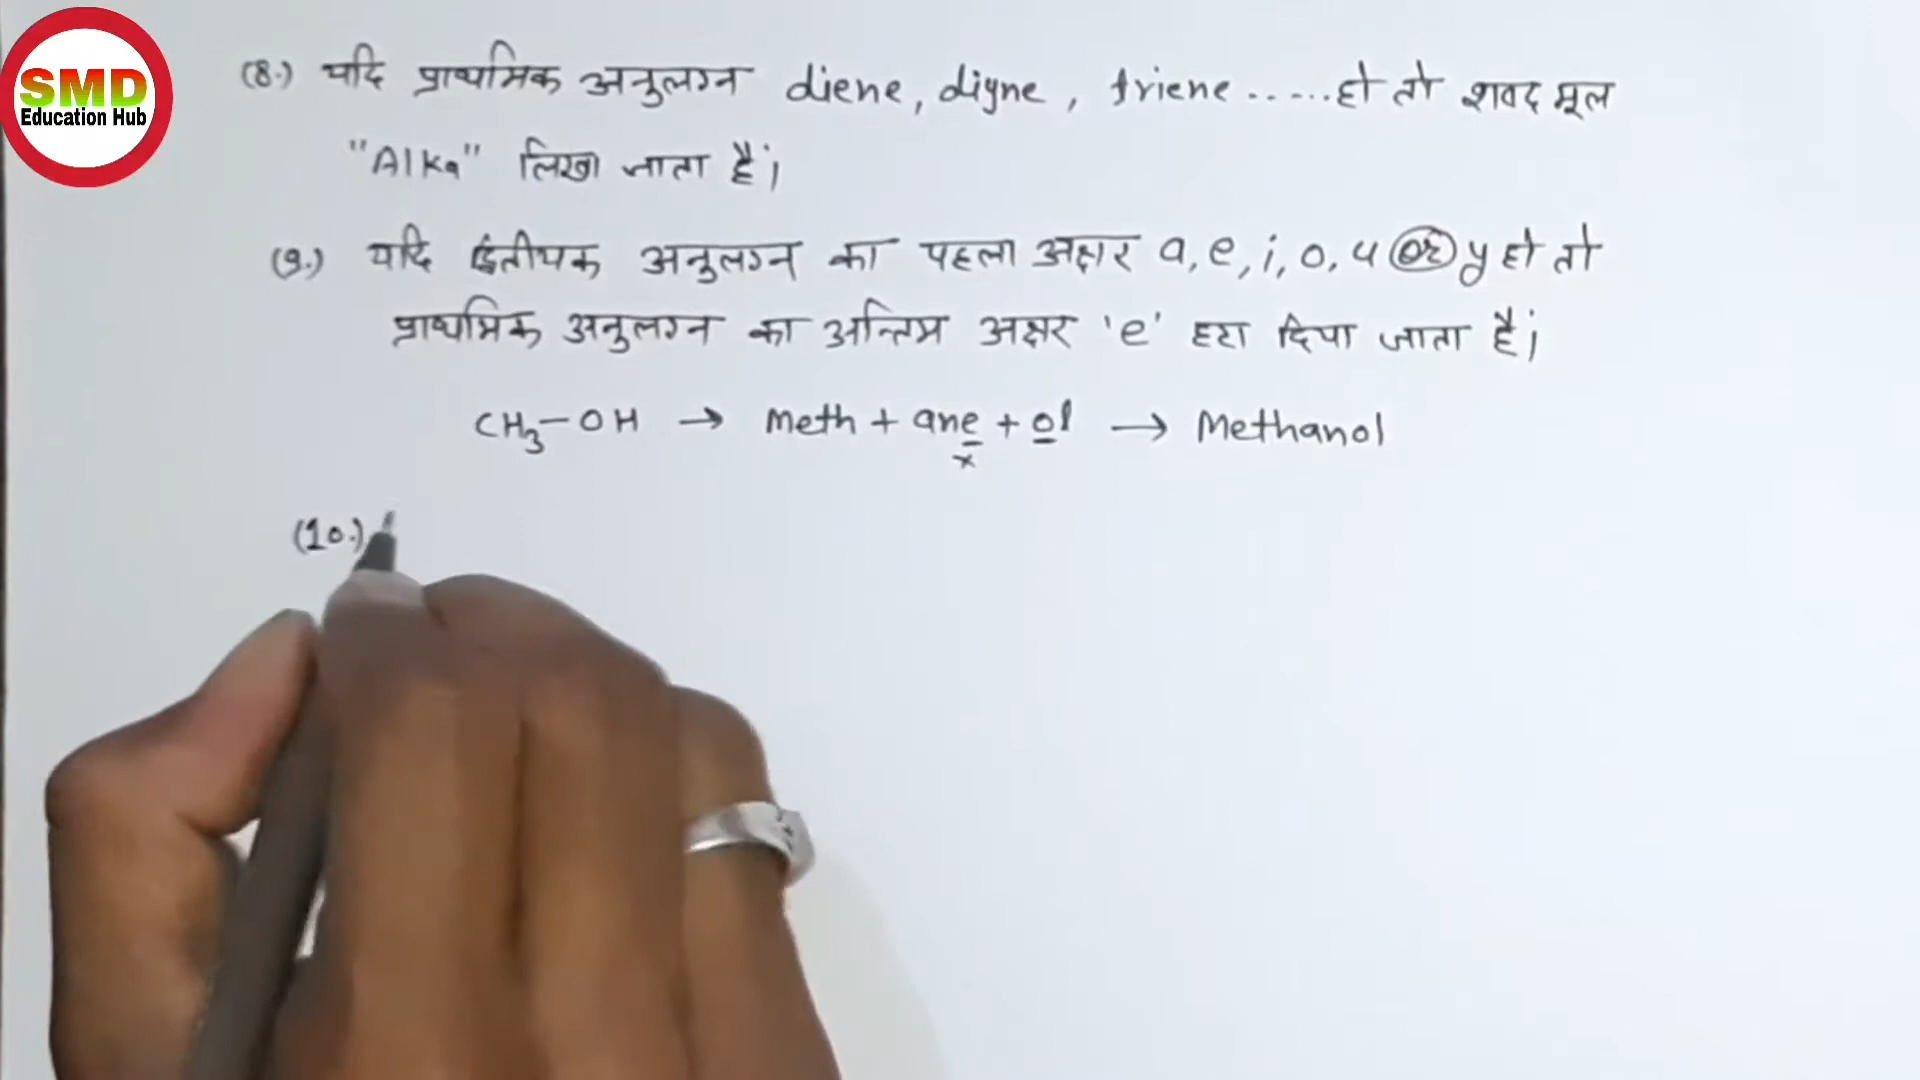 SMD
Education Hub
(8.) यदि प्राथमिक अनुलग्न diene, diyne, triene.....हो तो शब्द मूल
"Alka" लिखा जाता है।
(9.) यदि द्वितीयक अनुलग्न का पहला अक्षर a, e, i, o, u or y हो तो
प्राथमिक अनुलग्न का अन्तिम अक्षर 'e' हटा दिया जाता है।
CH₃-OH → Meth + ane + ol → Methanol
x
(10.)